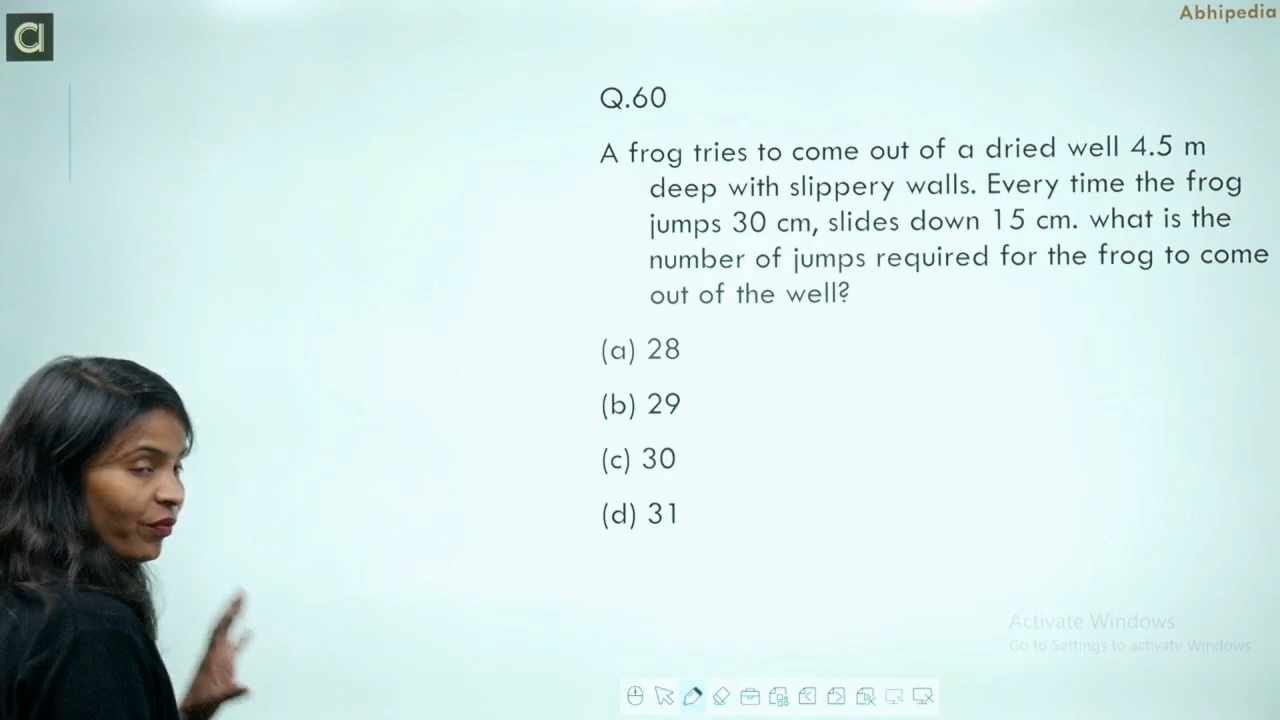 Abhipedia
Q.60
A frog tries to come out of a dried well 4.5 m
deep with slippery walls. Every time the frog
jumps 30 cm, slides down 15 cm. what is the
number of jumps required for the frog to come
out of the well?
(a) 28
(b) 29
(c) 30
(d) 31
Activate Windows
Go to Settings to activate Windows.